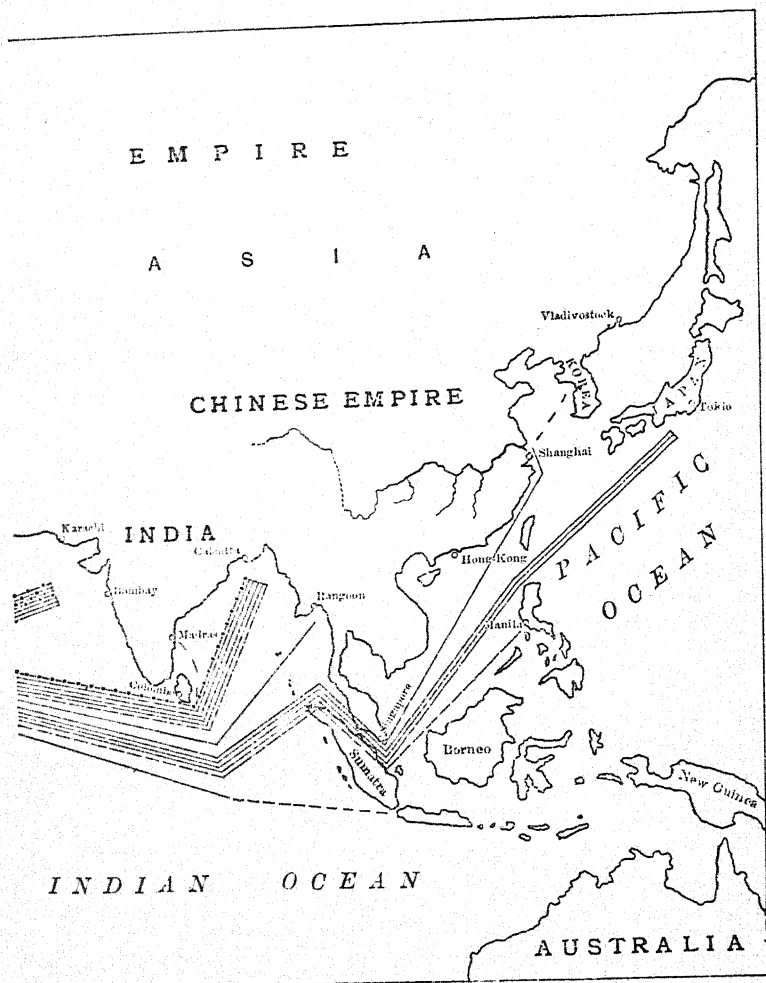 EMPIRE
ASIA
Vladivostock
KOREA
CHINESE EMPIRE
JAPAN
Tokio
Shanghai
Karachi
INDIA
Calcutta
Hong-Kong
PACIFIC
OCEAN
Bombay
Rangoon
Madras
Manila
Colombo
Singapore
Borneo
Sumatra
New Guinea
INDIAN OCEAN
AUSTRALIA